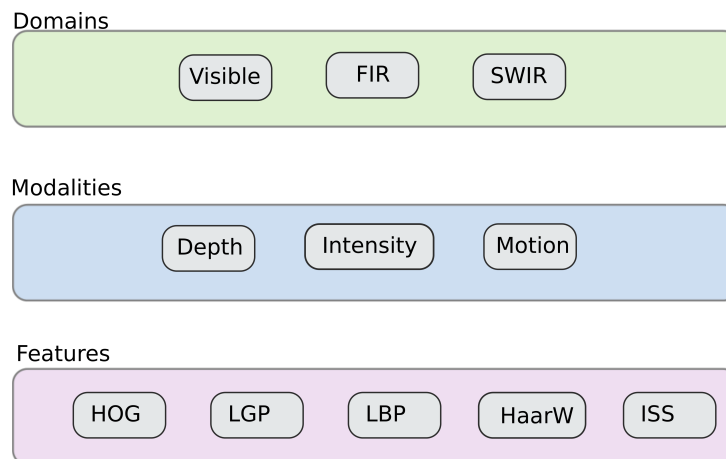 Domains
Visible FIR SWIR
Modalities
Depth Intensity Motion
Features
HOG LGP LBP HaarW ISS